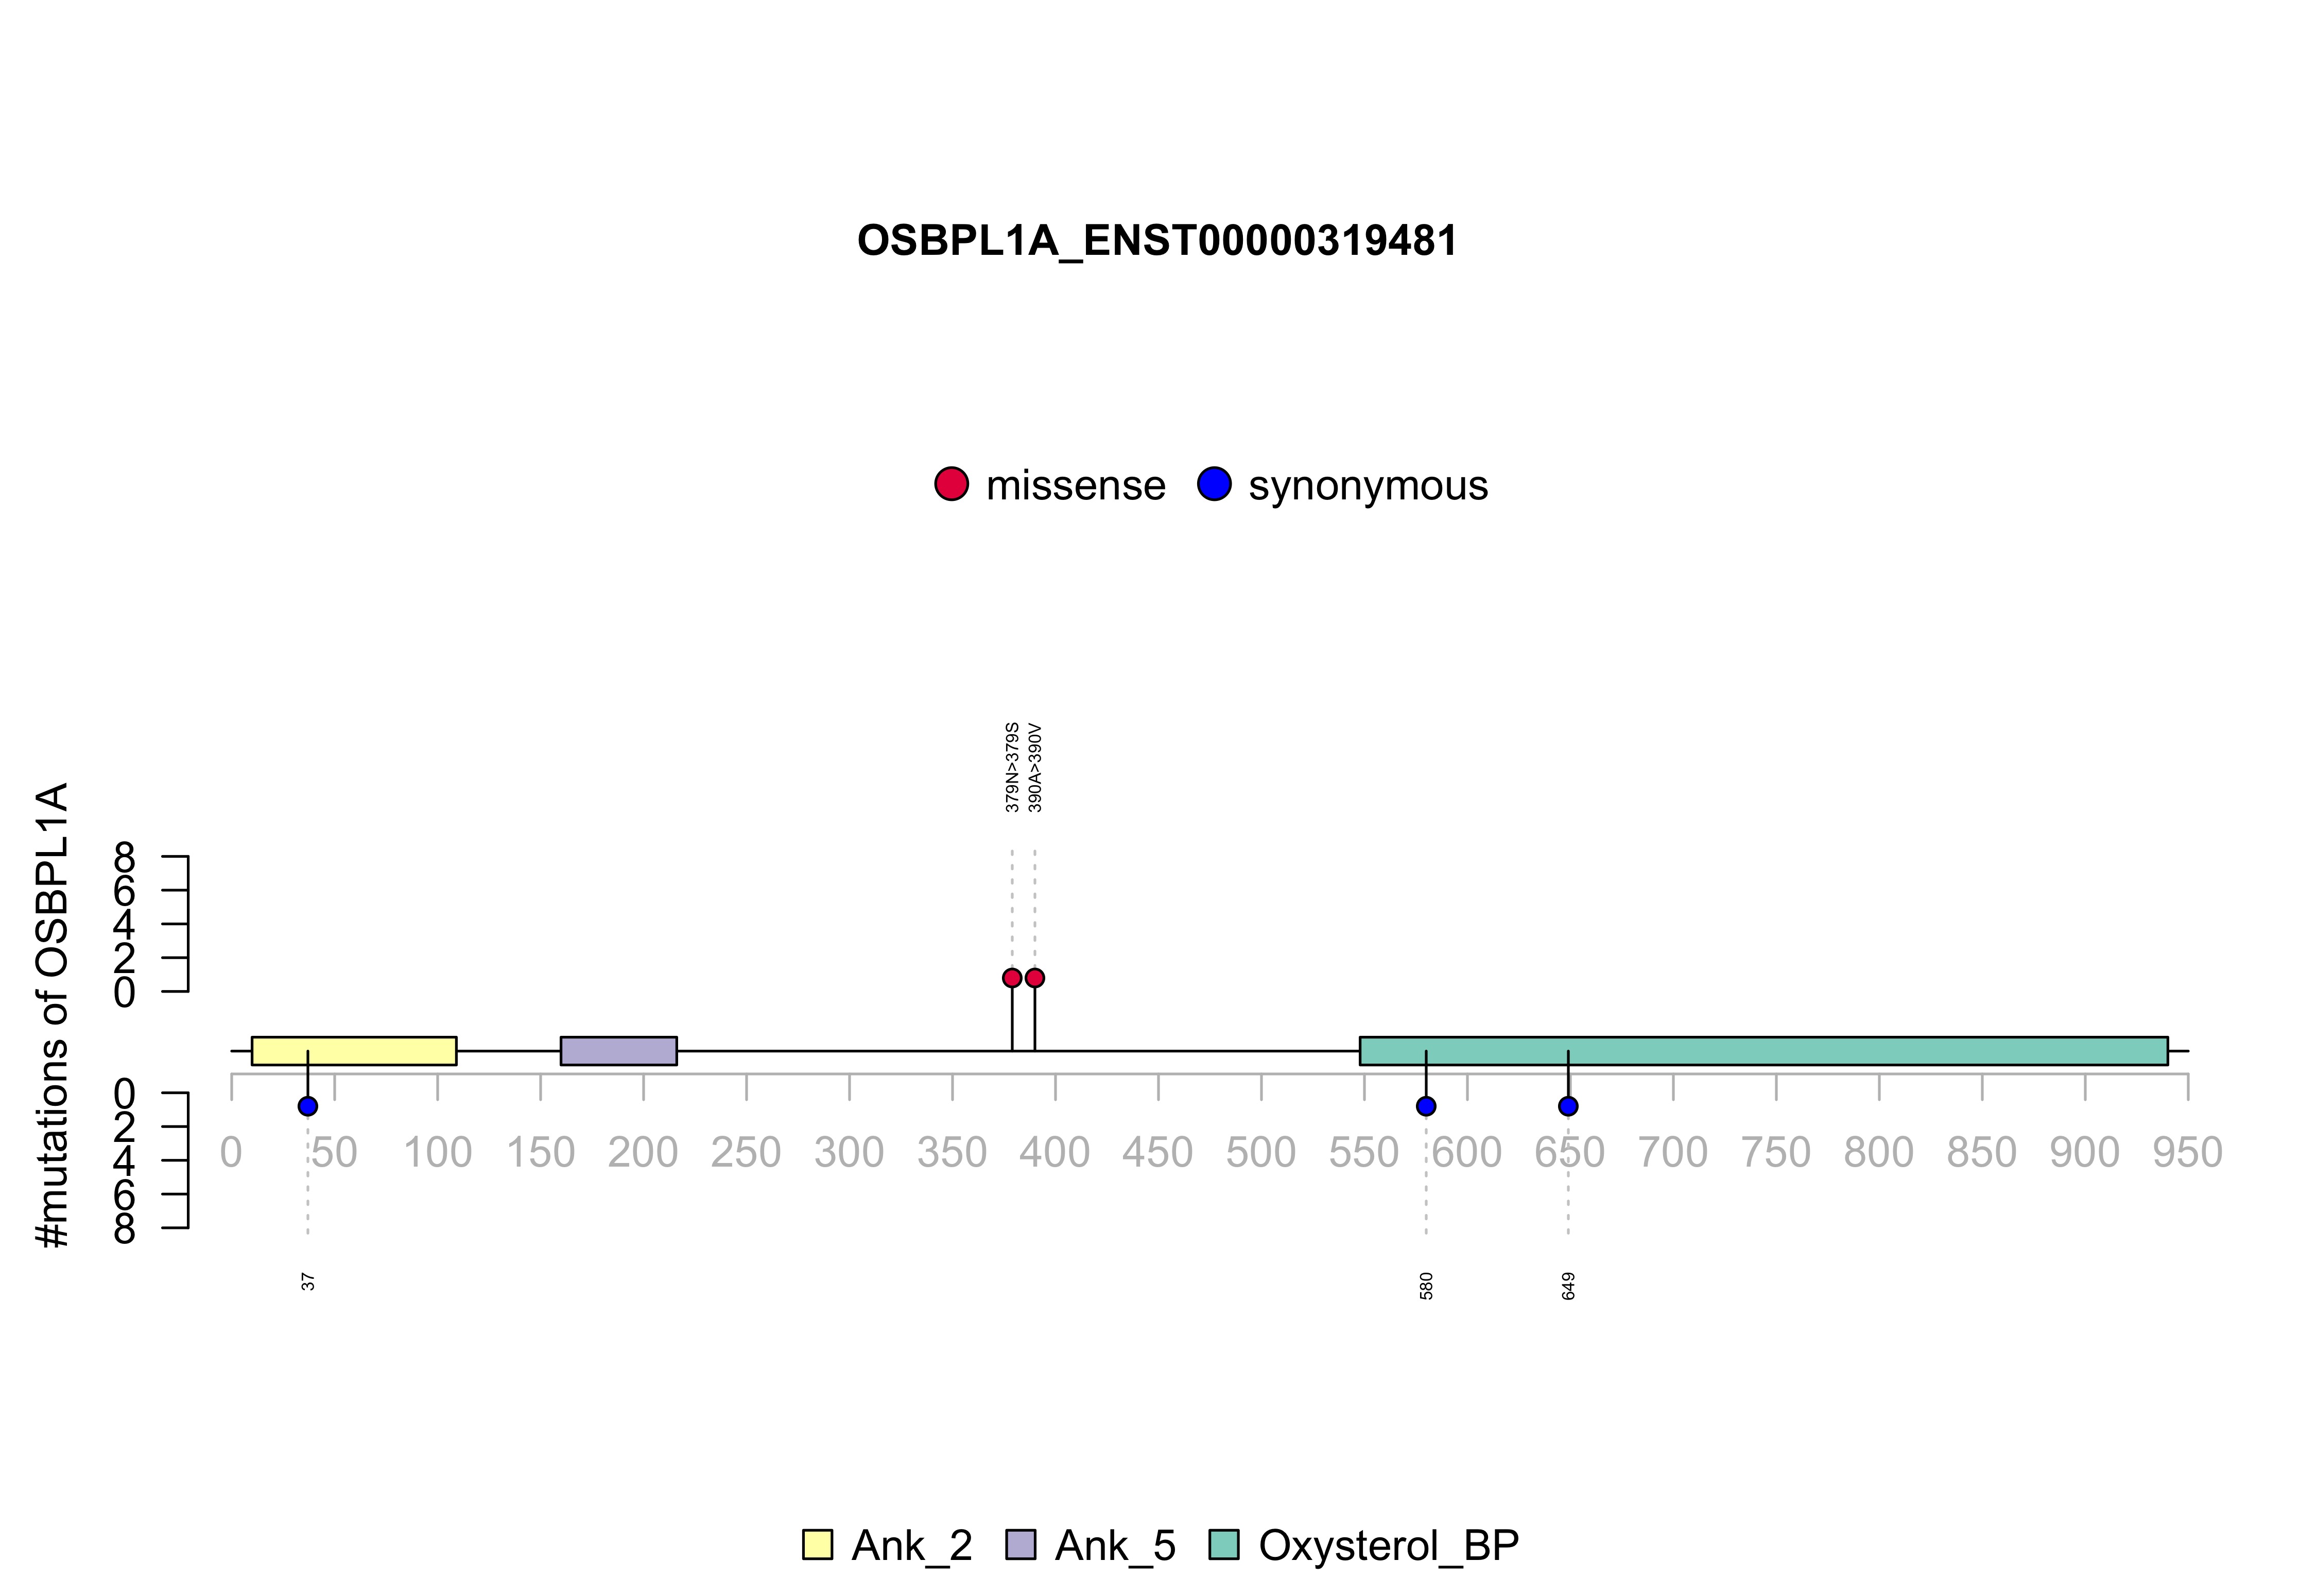 OSBPL1A_ENST00000319481
missense synonymous
379N>379S
390A>390V
#mutations of OSBPL1A
8
6
4
2
0
0
2
4
6
8
0 50 100 150 200 250 300 350 400 450 500 550 600 650 700 750 800 850 900 950
37
580
649
Ank_2 Ank_5 Oxysterol_BP